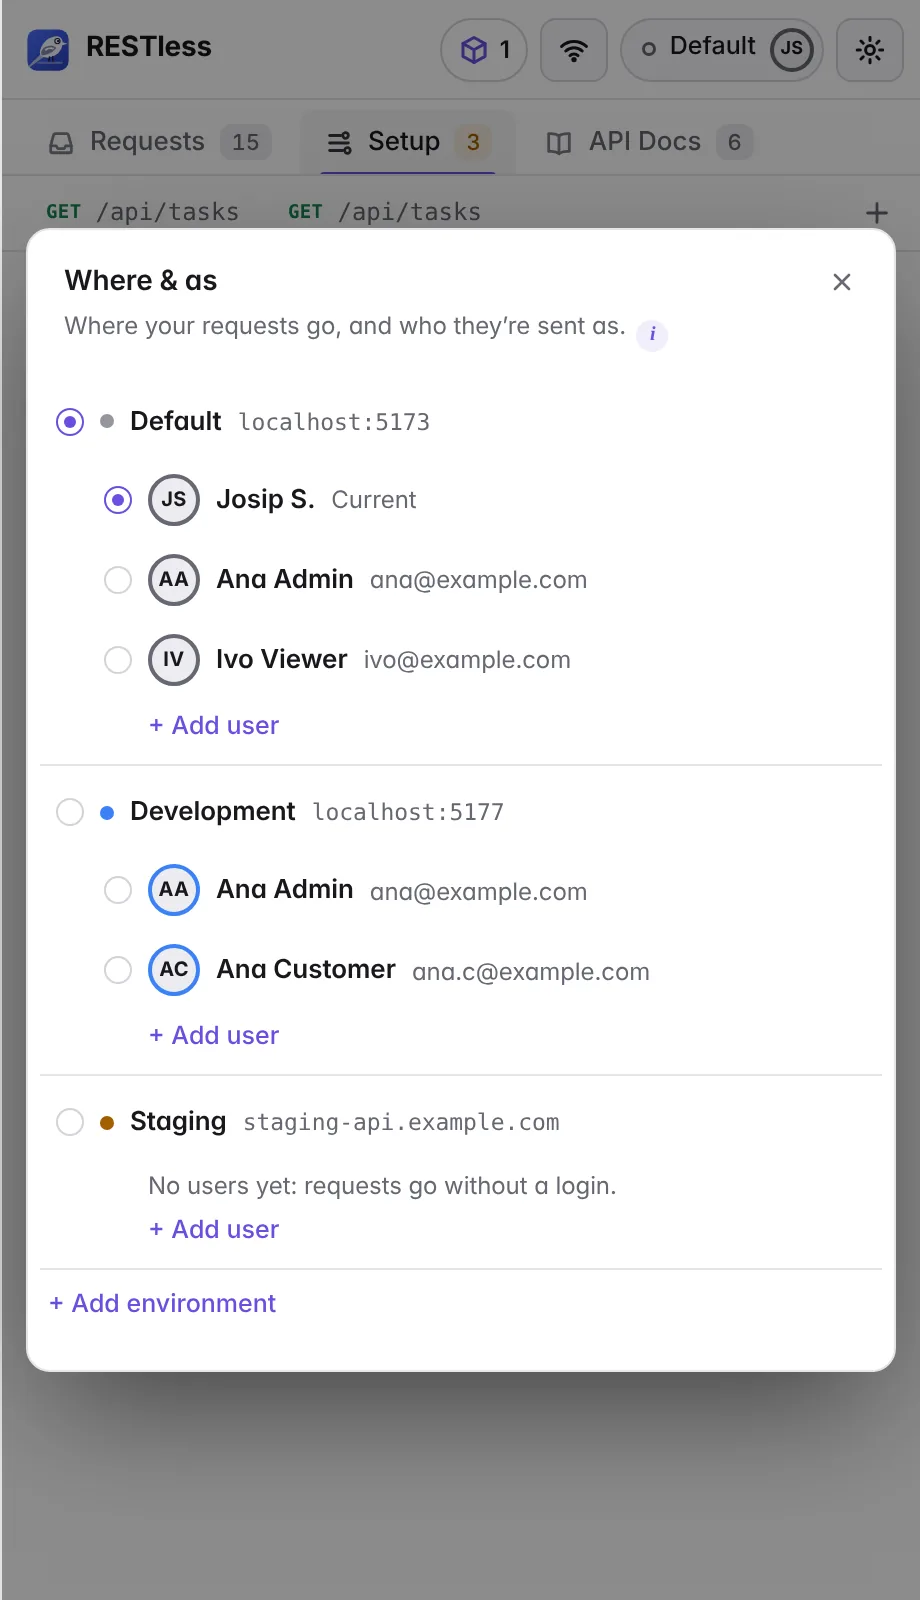 RESTless
1
Default
JS
Requests 15
Setup 3
API Docs 6
GET /api/tasks
GET /api/tasks
+
Where & as
Where your requests go, and who they’re sent as. i
Default localhost:5173
JS Josip S. Current
AA Ana Admin ana@example.com
IV Ivo Viewer ivo@example.com
+ Add user
Development localhost:5177
AA Ana Admin ana@example.com
AC Ana Customer ana.c@example.com
+ Add user
Staging staging-api.example.com
No users yet: requests go without a login.
+ Add user
+ Add environment